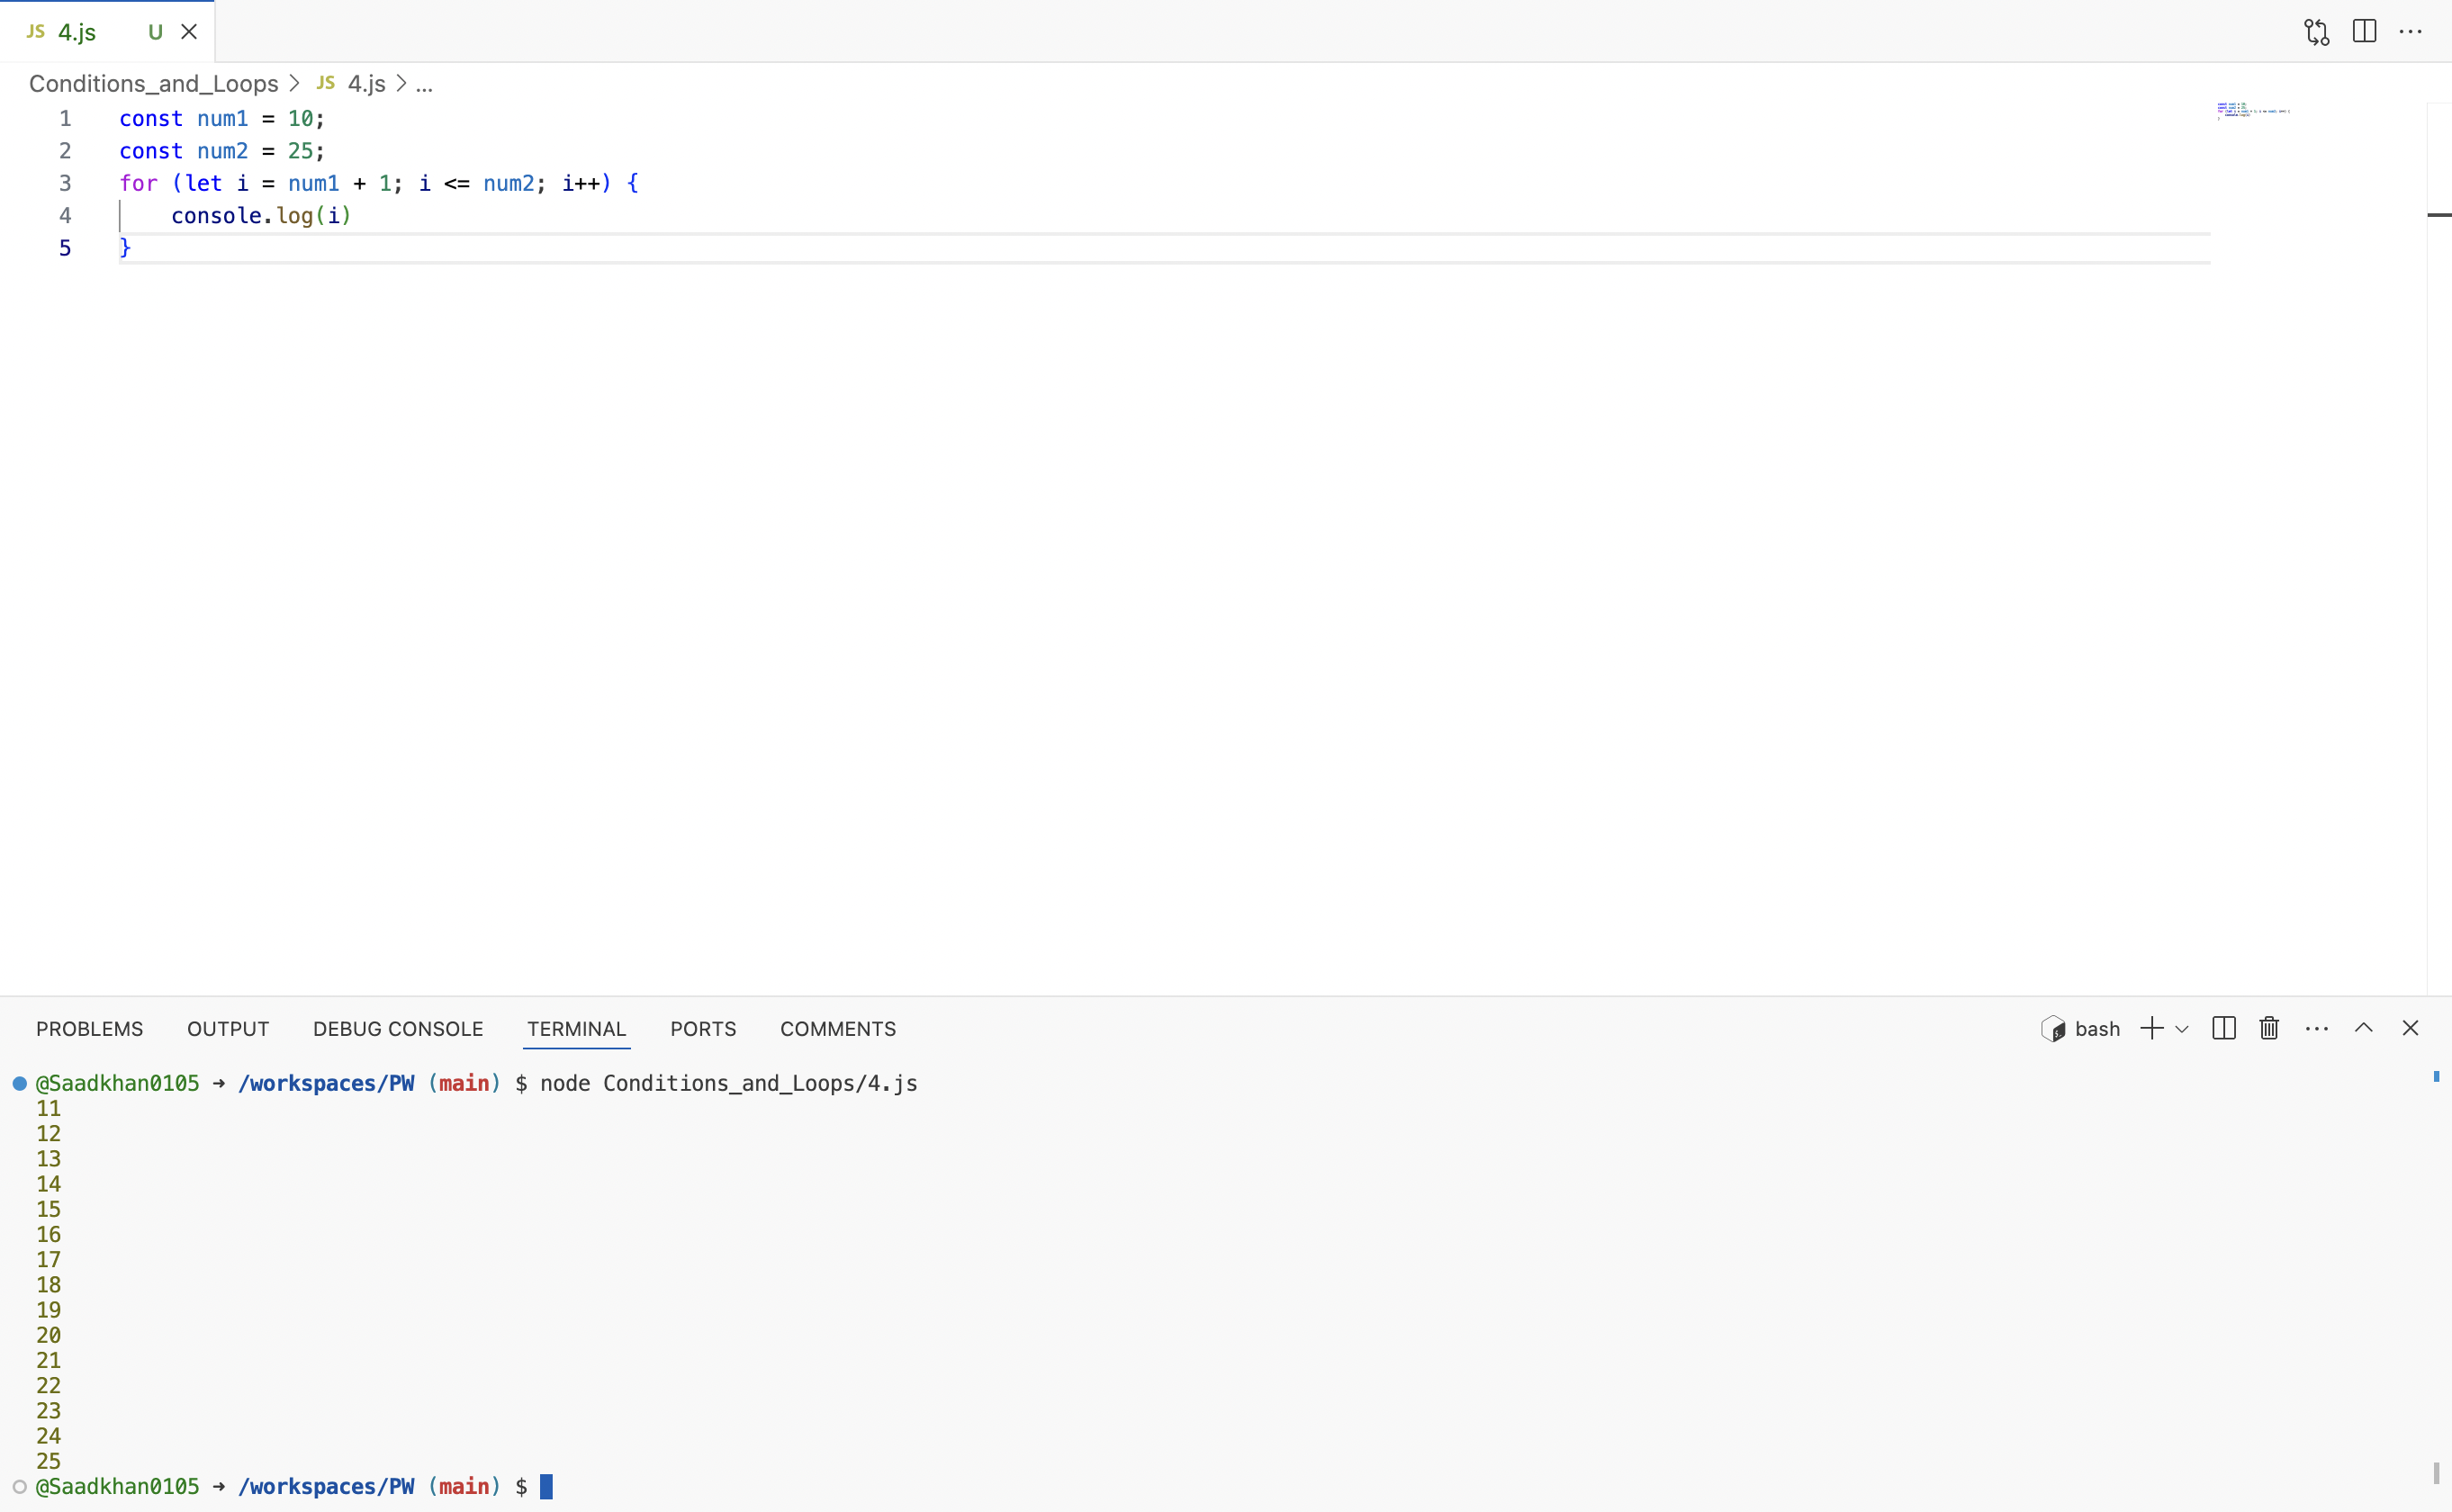 JS 4.js U
Conditions_and_Loops > JS 4.js > ...
1 const num1 = 10;
2 const num2 = 25;
3 for (let i = num1 + 1; i <= num2; i++) {
4     console.log(i)
5 }
PROBLEMS OUTPUT DEBUG CONSOLE TERMINAL PORTS COMMENTS bash
@Saadkhan0105 → /workspaces/PW (main) $ node Conditions_and_Loops/4.js
11
12
13
14
15
16
17
18
19
20
21
22
23
24
25
@Saadkhan0105 → /workspaces/PW (main) $